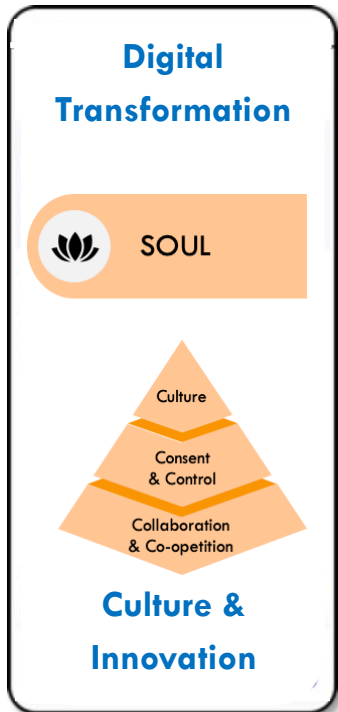 Digital
Transformation
SOUL
Culture
Consent
& Control
Collaboration
& Co-opetition
Culture &
Innovation